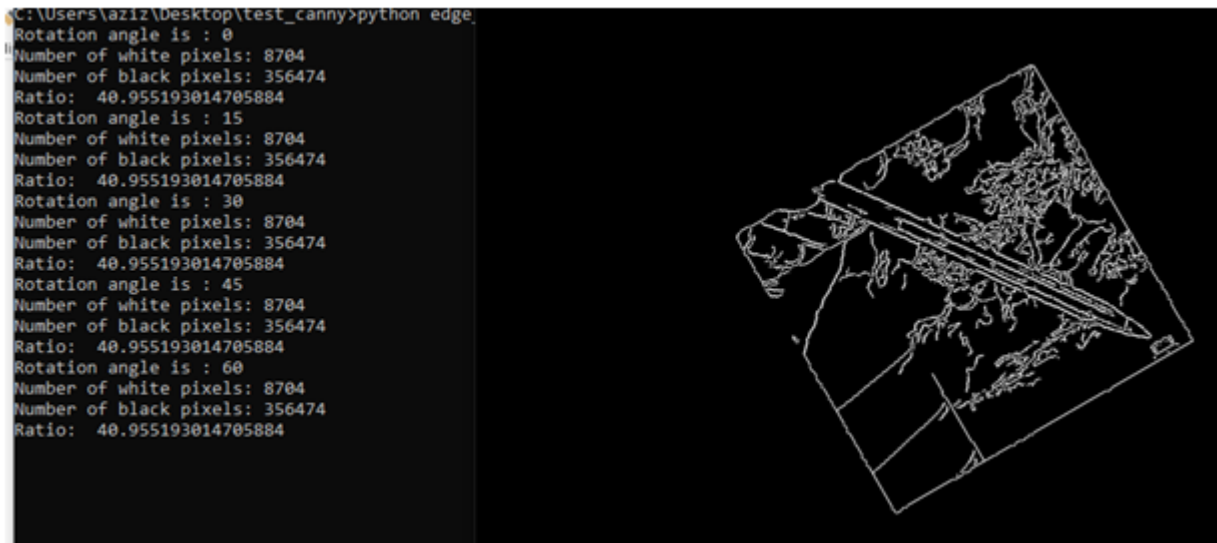 C:\Users\aziz\Desktop\test_canny>python edge_
Rotation angle is : 0
Number of white pixels: 8704
Number of black pixels: 356474
Ratio:  40.955193014705884
Rotation angle is : 15
Number of white pixels: 8704
Number of black pixels: 356474
Ratio:  40.955193014705884
Rotation angle is : 30
Number of white pixels: 8704
Number of black pixels: 356474
Ratio:  40.955193014705884
Rotation angle is : 45
Number of white pixels: 8704
Number of black pixels: 356474
Ratio:  40.955193014705884
Rotation angle is : 60
Number of white pixels: 8704
Number of black pixels: 356474
Ratio:  40.955193014705884